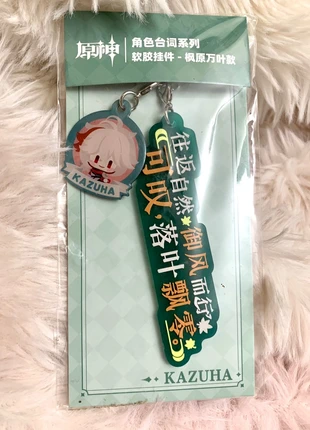 原神
角色台词系列
软胶挂件 - 枫原万叶款
KAZUHA
往返自然
御风而行
可叹，落叶
飘零。
KAZUHA